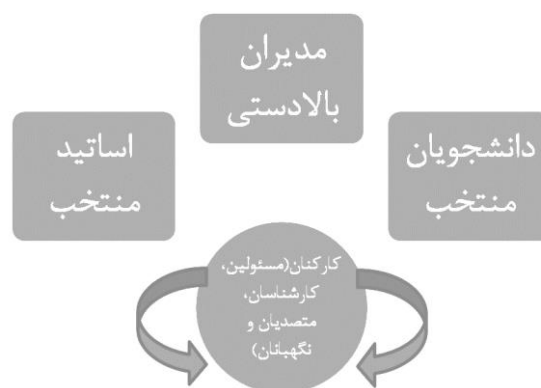 مدیران
بالادستی
دانشجویان
منتخب
اساتید
منتخب
کارکنان(مسئولین،
کارشناسان،
متصدیان و
نگهبانان)